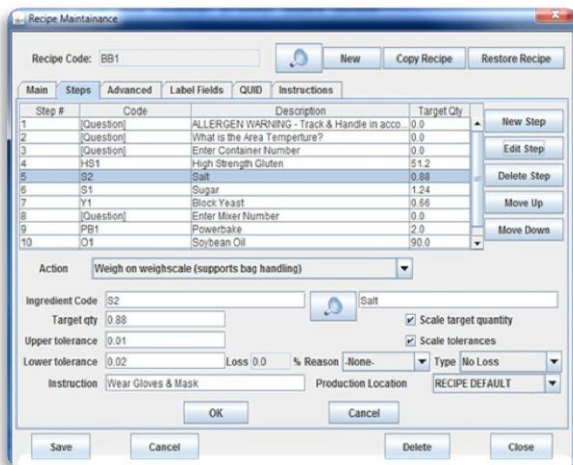 Recipe Maintainance
Recipe Code: BB1 New Copy Recipe Restore Recipe
Main Steps Advanced Label Fields QUID Instructions
Step # Code Description Target Qty
1 [Question] ALLERGEN WARNING - Track & Handle in acco... 0.0
2 [Question] What is the Area Temperture? 0.0
3 [Question] Enter Container Number 0.0
4 HS1 High Strength Gluten 51.2
5 S2 Salt 0.88
6 S1 Sugar 1.24
7 Y1 Block Yeast 0.66
8 [Question] Enter Mixer Number 0.0
9 PB1 Powerbake 2.0
10 O1 Soybean Oil 90.0
New Step
Edit Step
Delete Step
Move Up
Move Down
Action Weigh on weighscale (supports bag handling)
Ingredient Code S2 Salt
Target qty 0.88 Scale target quantity
Upper tolerance 0.01 Scale tolerances
Lower tolerance 0.02 Loss 0.0 % Reason -None- Type No Loss
Instruction Wear Gloves & Mask Production Location RECIPE DEFAULT
OK Cancel
Save Cancel Delete Close